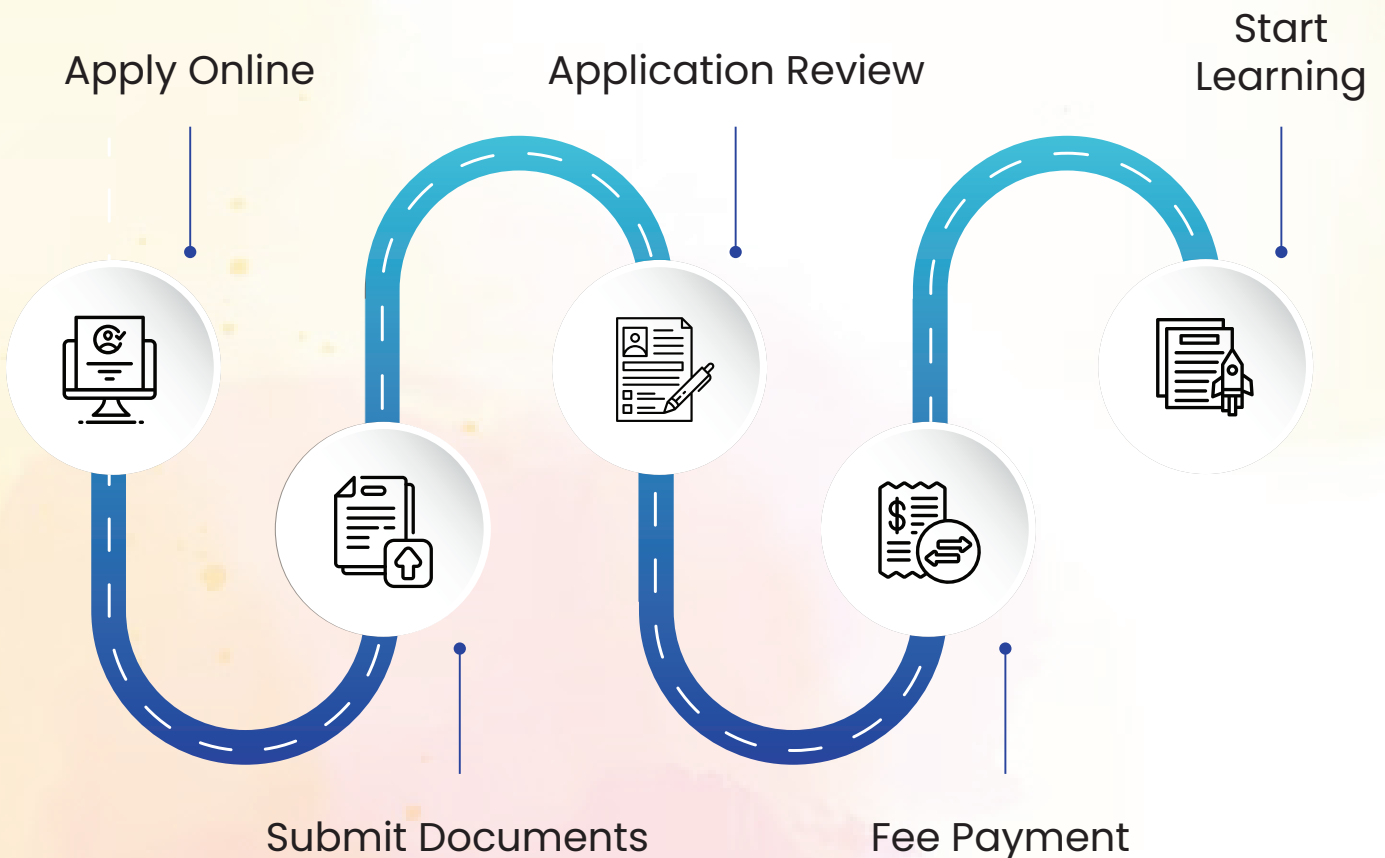 Apply Online
Submit Documents
Application Review
Fee Payment
Start
Learning
$